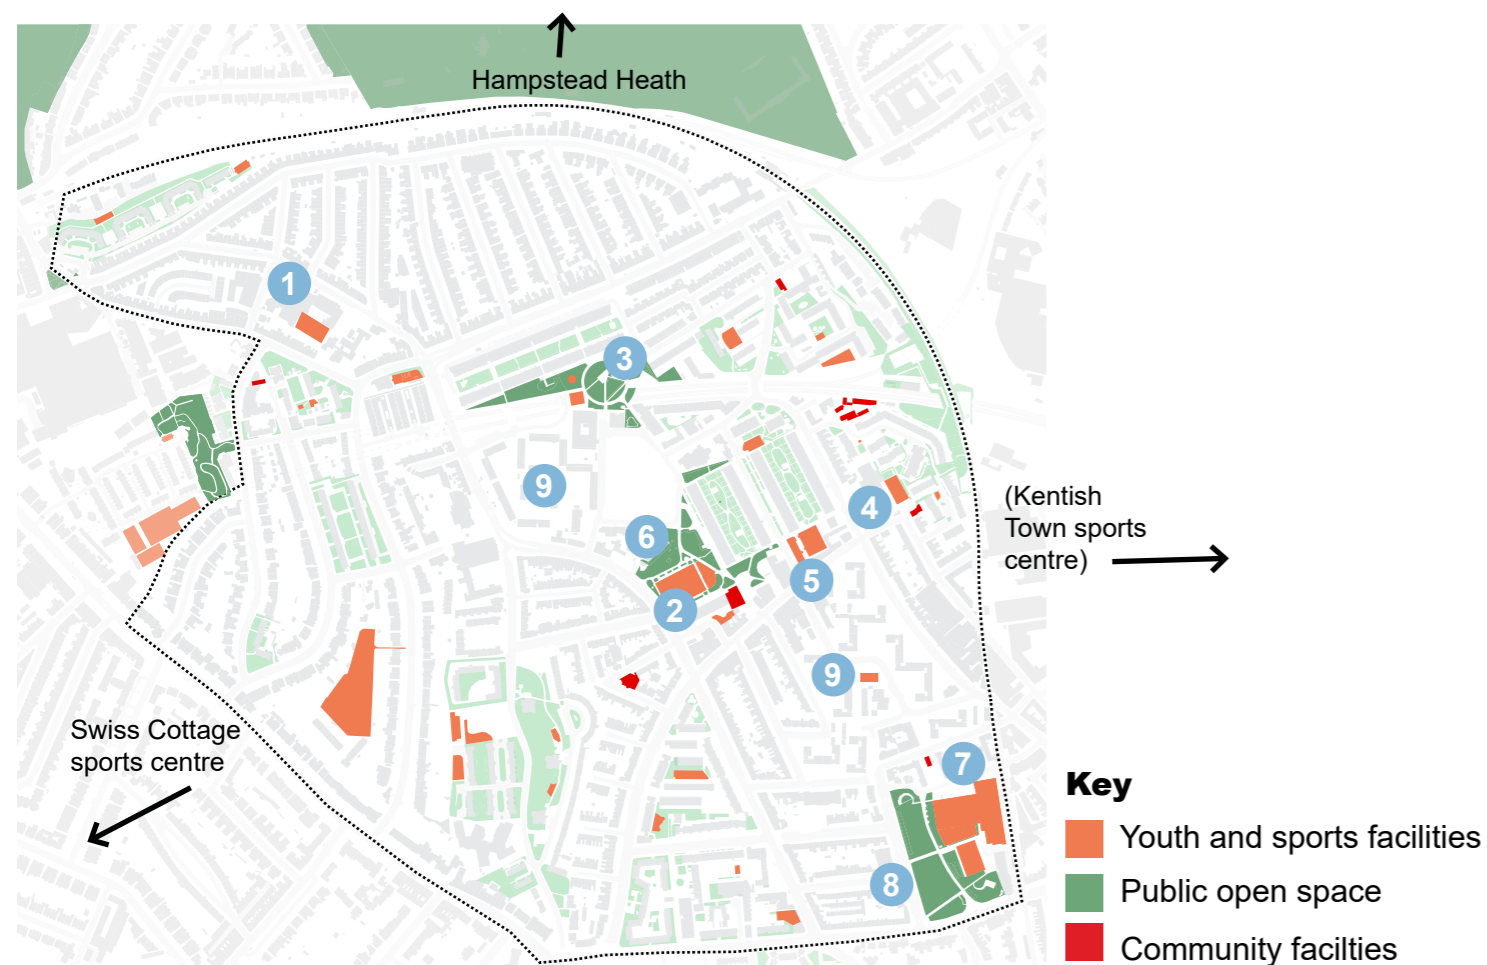 Hampstead Heath
1
3
9
4
(Kentish
Town sports
centre)
6
5
2
9
Swiss Cottage
sports centre
7
8
Key
Youth and sports facilities
Public open space
Community facilties